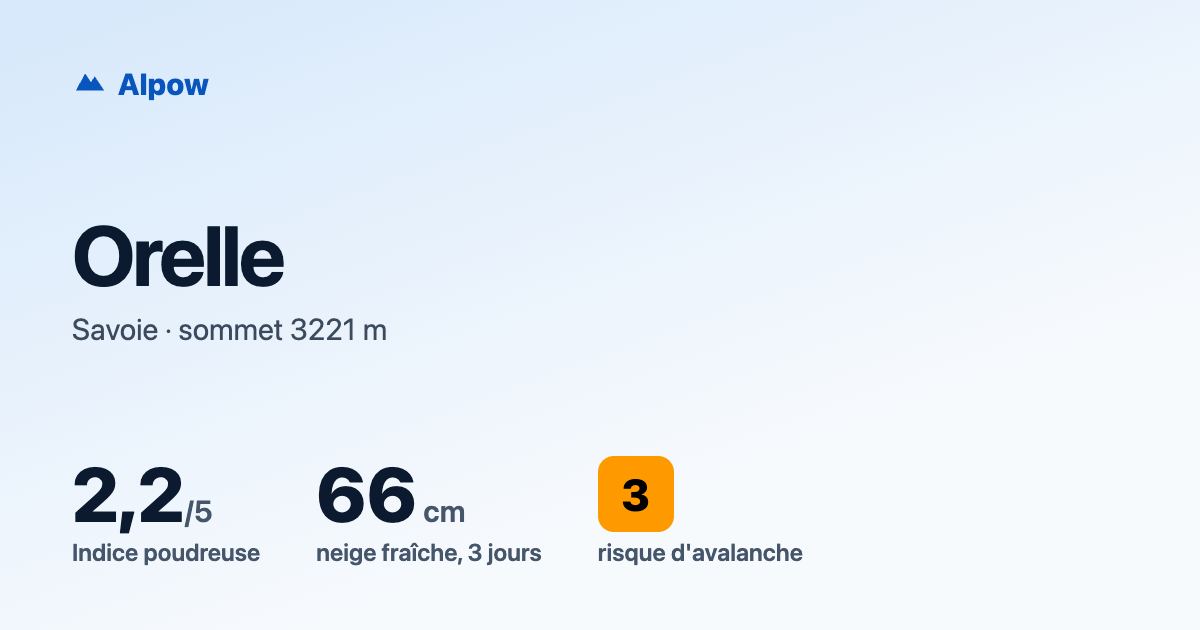 Alpow
Orelle
Savoie · sommet 3221 m
2,2/5
Indice poudreuse
66 cm
neige fraîche, 3 jours
3
risque d'avalanche